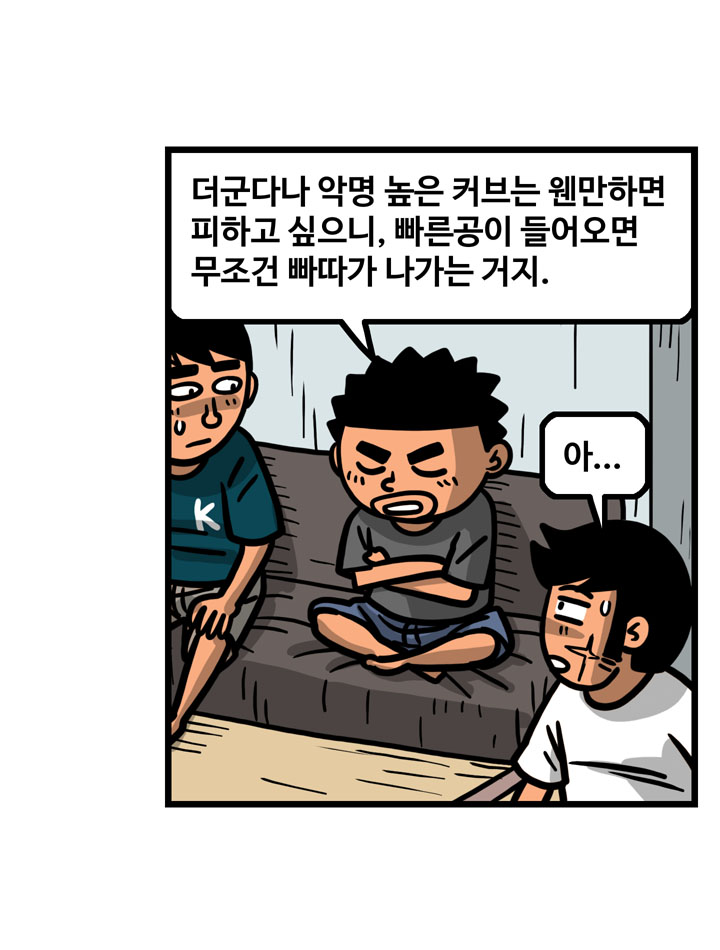 더군다나 악명 높은 커브는 웬만하면
피하고 싶으니, 빠른공이 들어오면
무조건 빠따가 나가는 거지.
아...
K